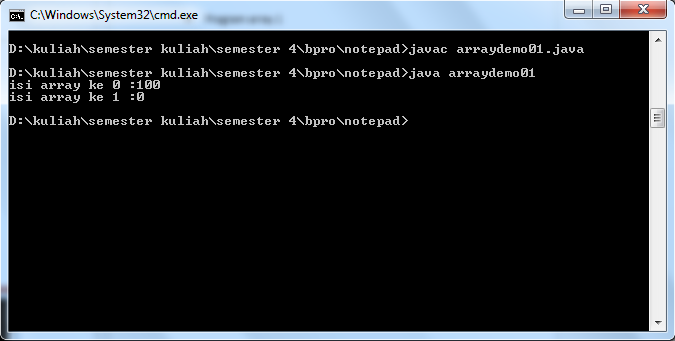 C:\Windows\System32\cmd.exe
D:\kuliah\semester kuliah\semester 4\bpro\notepad>javac arraydemo01.java
D:\kuliah\semester kuliah\semester 4\bpro\notepad>java arraydemo01
isi array ke 0 :100
isi array ke 1 :0
D:\kuliah\semester kuliah\semester 4\bpro\notepad>